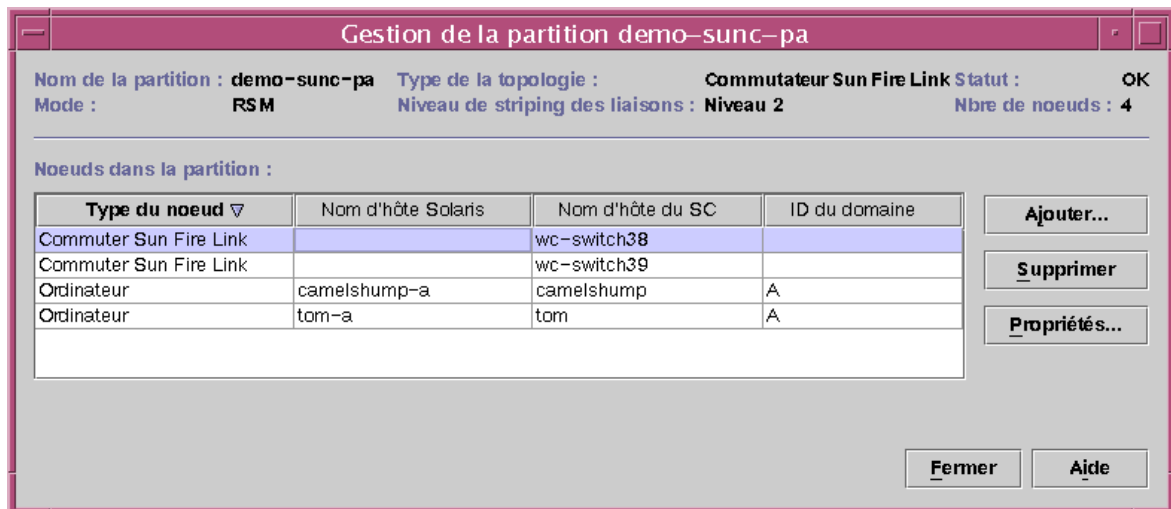 Gestion de la partition demo-sunc-pa
Nom de la partition : demo-sunc-pa Type de la topologie : Commutateur Sun Fire Link Statut : OK
Mode : RSM Niveau de striping des liaisons : Niveau 2 Nbre de noeuds : 4
Noeuds dans la partition :
Type du noeud Nom d'hôte Solaris Nom d'hôte du SC ID du domaine
Ajouter...
Commuter Sun Fire Link wc-switch38
Commuter Sun Fire Link wc-switch39
Supprimer
Ordinateur camelshump-a camelshump A
Ordinateur tom-a tom A
Propriétés...
Fermer Aide